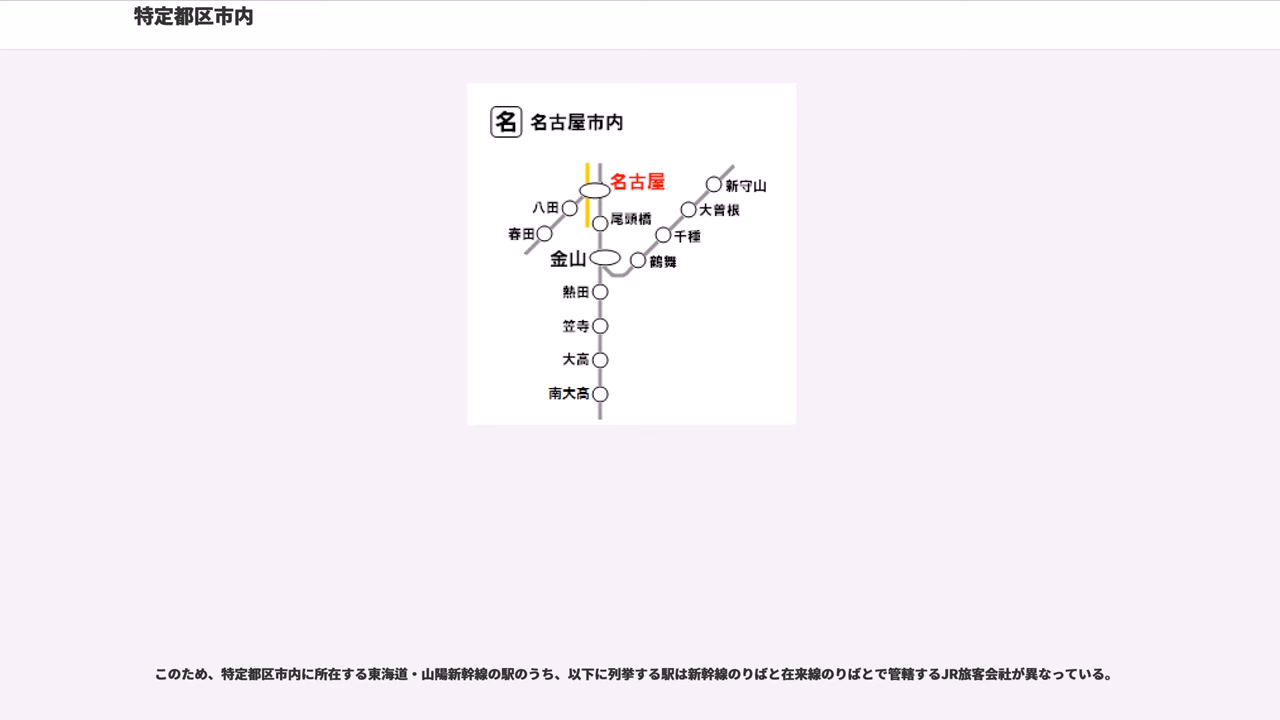 特定都区市内
名 名古屋市内
名古屋
新守山
八田
大曽根
尾頭橋
春田
千種
金山
鶴舞
熱田
笠寺
大高
南大高
このため、特定都区市内に所在する東海道・山陽新幹線の駅のうち、以下に列挙する駅は新幹線のりばと在来線のりばとで管轄するJR旅客会社が異なっている。